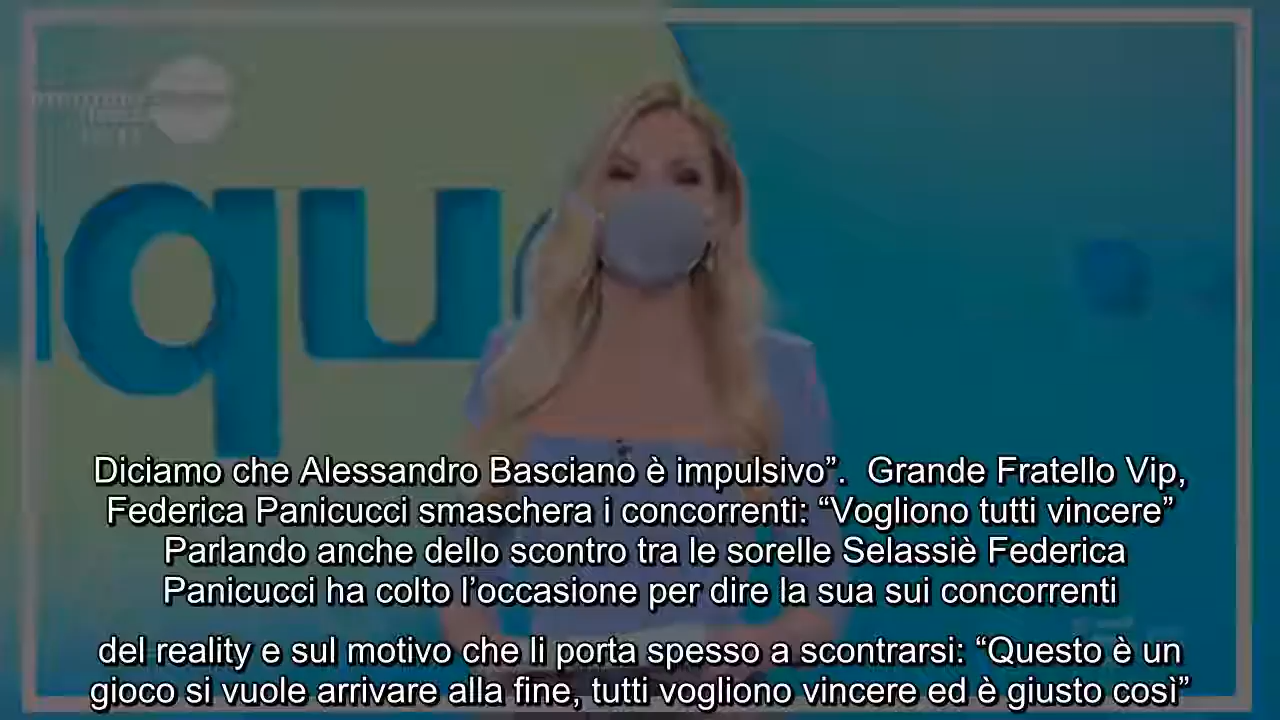 qu
Diciamo che Alessandro Basciano è impulsivo”.  Grande Fratello Vip,
Federica Panicucci smaschera i concorrenti: “Vogliono tutti vincere”
Parlando anche dello scontro tra le sorelle Selassiè Federica
Panicucci ha colto l’occasione per dire la sua sui concorrenti
del reality e sul motivo che li porta spesso a scontrarsi: “Questo è un
gioco si vuole arrivare alla fine, tutti vogliono vincere ed è giusto così”